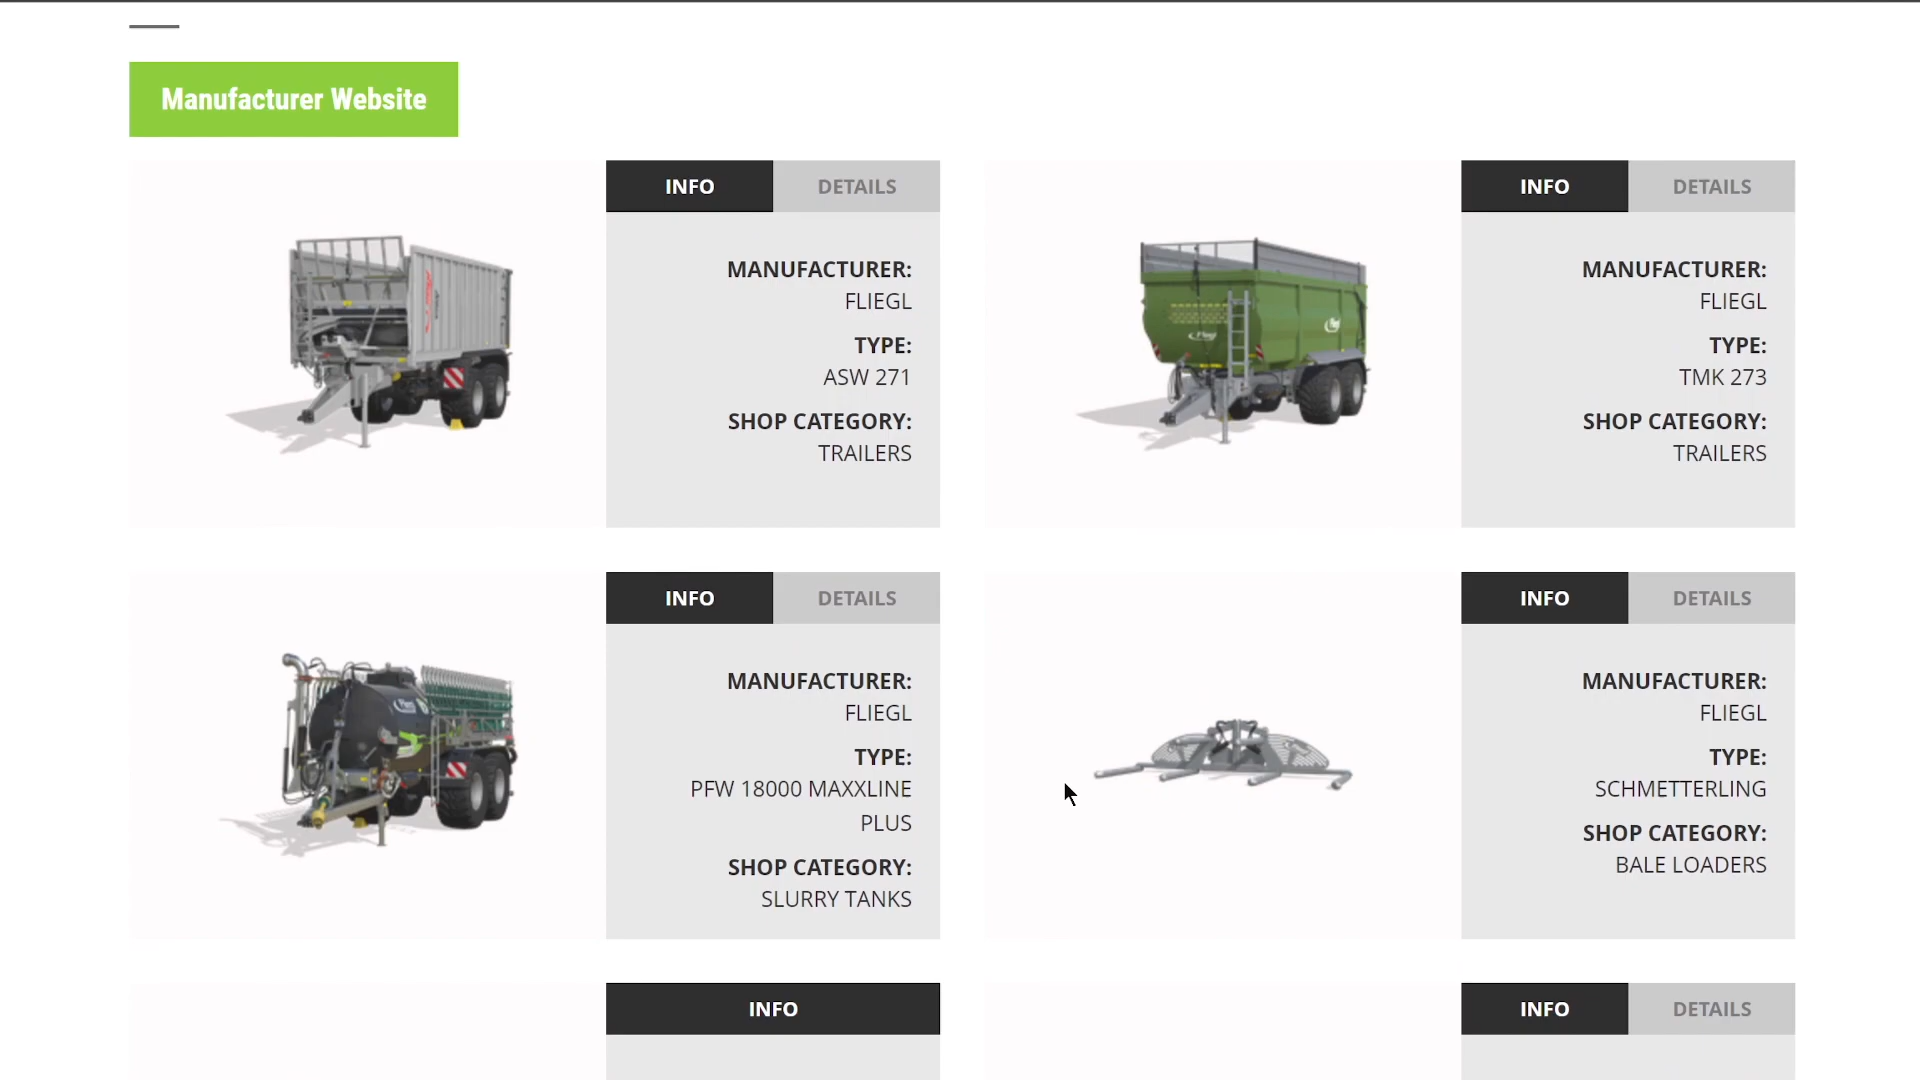 Manufacturer Website
INFO
DETAILS
MANUFACTURER:
FLIEGL
TYPE:
ASW 271
SHOP CATEGORY:
TRAILERS
INFO
DETAILS
MANUFACTURER:
FLIEGL
TYPE:
TMK 273
SHOP CATEGORY:
TRAILERS
INFO
DETAILS
MANUFACTURER:
FLIEGL
TYPE:
PFW 18000 MAXXLINE
PLUS
SHOP CATEGORY:
SLURRY TANKS
INFO
DETAILS
MANUFACTURER:
FLIEGL
TYPE:
SCHMETTERLING
SHOP CATEGORY:
BALE LOADERS
INFO
INFO
DETAILS